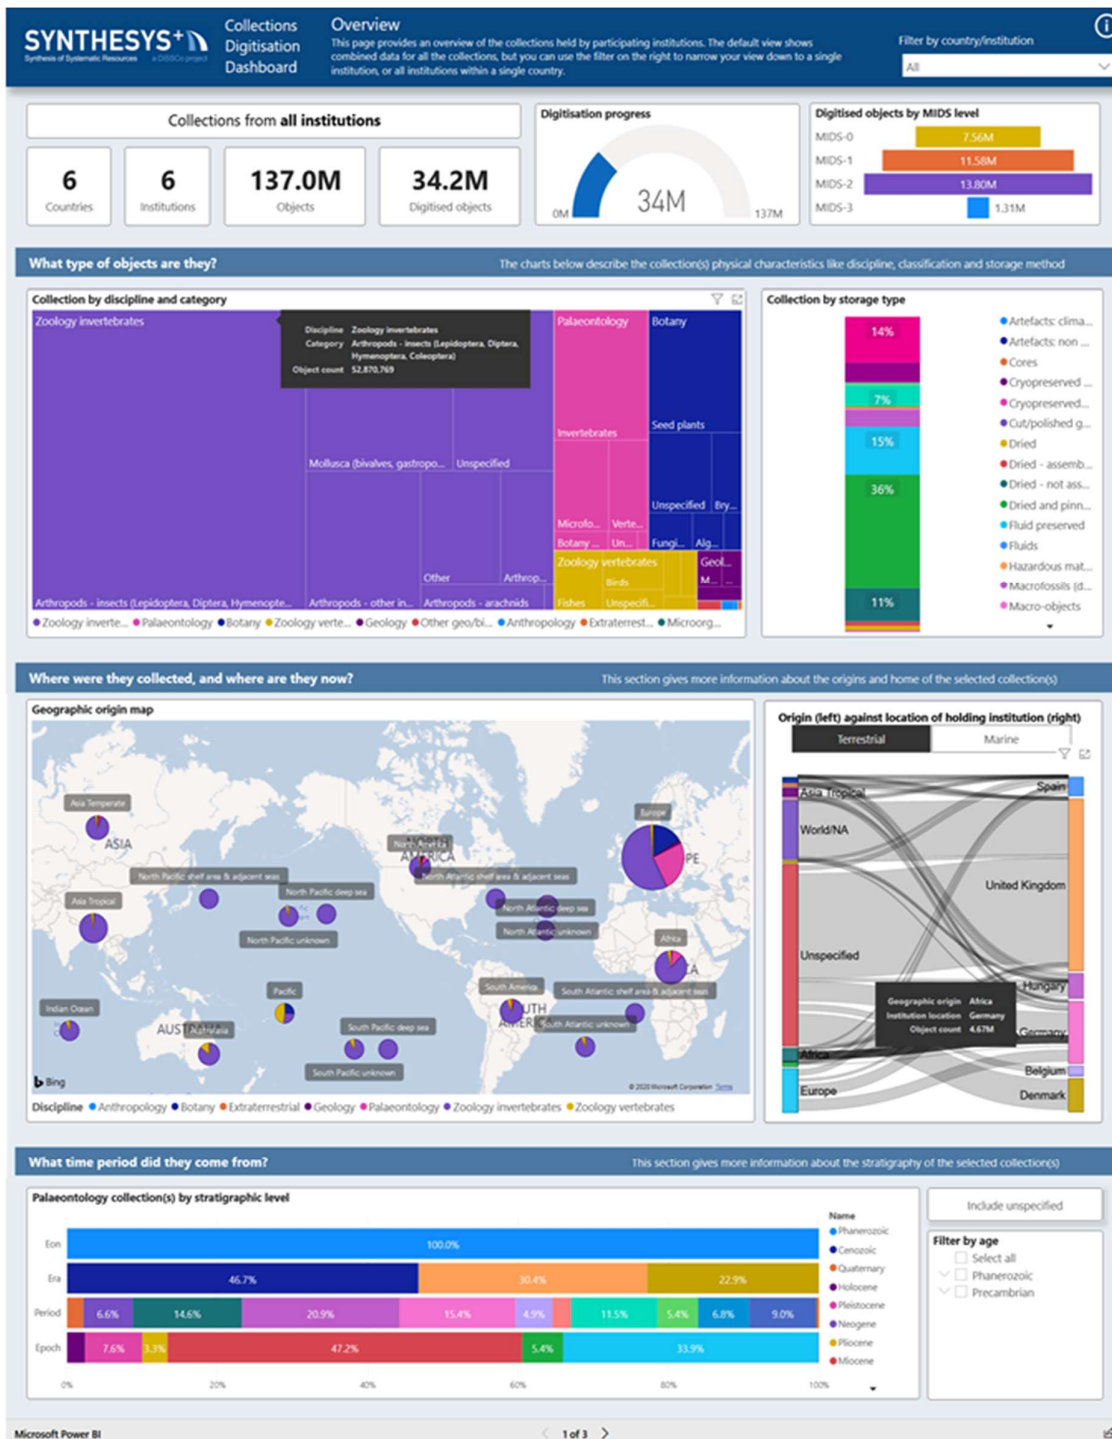 SYNTHESYS+
Synthesis of Systematic Resources a DiSSCo project
Collections
Digitisation
Dashboard
Overview
This page provides an overview of the collections held by participating institutions. The default view shows
combined data for all the collections, but you can use the filter on the right to narrow your view down to a single
institution, or all institutions within a single country.
Filter by country/institution
All
Collections from all institutions
6
Countries
6
Institutions
137.0M
Objects
34.2M
Digitised objects
Digitisation progress
34M
0M
137M
Digitised objects by MIDS level
MIDS-0 7.56M
MIDS-1 11.58M
MIDS-2 13.80M
MIDS-3 1.31M
What type of objects are they?
The charts below describe the collection(s) physical characteristics like discipline, classification and storage method
Collection by discipline and category
Zoology invertebrates
Discipline Zoology invertebrates
Category Arthropods - insects (Lepidoptera, Diptera,
Hymenoptera, Coleoptera)
Object count 52,870,769
Mollusca (bivalves, gastropo...
Unspecified
Other
Arthrop...
Arthropods - insects (Lepidoptera, Diptera, Hymenopte...
Arthropods - other in...
Arthropods - arachnids
Palaeontology
Invertebrates
Microfo...
Verte...
Botany ...
Un...
Botany
Seed plants
Unspecified
Bry...
Fungi...
Alg...
Zoology vertebrates
Birds
Fishes
Unspecifi...
Geol...
M...
...
Zoology inverte... Palaeontology Botany Zoology verte... Geology Other geo/bi... Anthropology Extraterrest... Microorg...
Collection by storage type
14%
7%
15%
36%
11%
Artefacts: clima...
Artefacts: non ...
Cores
Cryopreserved ...
Cryopreserved...
Cut/polished g...
Dried
Dried - assemb...
Dried - not ass...
Dried and pinn...
Fluid preserved
Fluids
Hazardous mat...
Macrofossils (d...
Macro-objects
Where were they collected, and where are they now?
This section gives more information about the origins and home of the selected collection(s)
Geographic origin map
Asia Temperate
ASIA
North America
Europe
North Pacific shelf area & adjacent seas
North Atlantic shelf area & adjacent seas
Asia Tropical
North Pacific deep sea
North Atlantic deep sea
North Pacific unknown
North Atlantic unknown
Africa
Indian Ocean
Pacific
South America
South Atlantic shelf area & adjacent seas
Australasia
South Pacific deep sea
South Atlantic unknown
South Pacific unknown
Bing
© 2020 Microsoft Corporation Terms
Discipline Anthropology Botany Extraterrestrial Geology Palaeontology Zoology invertebrates Zoology vertebrates
Origin (left) against location of holding institution (right)
Terrestrial
Marine
Asia Tropical
World/NA
Unspecified
Africa
Europe
Spain
United Kingdom
Hungary
Germany
Belgium
Denmark
Geographic origin Africa
Institution location Germany
Object count 4.67M
What time period did they come from?
This section gives more information about the stratigraphy of the selected collection(s)
Palaeontology collection(s) by stratigraphic level
Eon 100.0%
Era 46.7% 30.4% 22.9%
Period 6.6% 14.6% 20.9% 15.4% 4.9% 11.5% 5.4% 6.8% 9.0%
Epoch 7.6% 3.3% 47.2% 5.4% 33.9%
0% 20% 40% 60% 80% 100%
Name
Phanerozoic
Cenozoic
Quaternary
Holocene
Pleistocene
Neogene
Pliocene
Miocene
Include unspecified
Filter by age
Select all
Phanerozoic
Precambrian
Microsoft Power BI
1 of 3